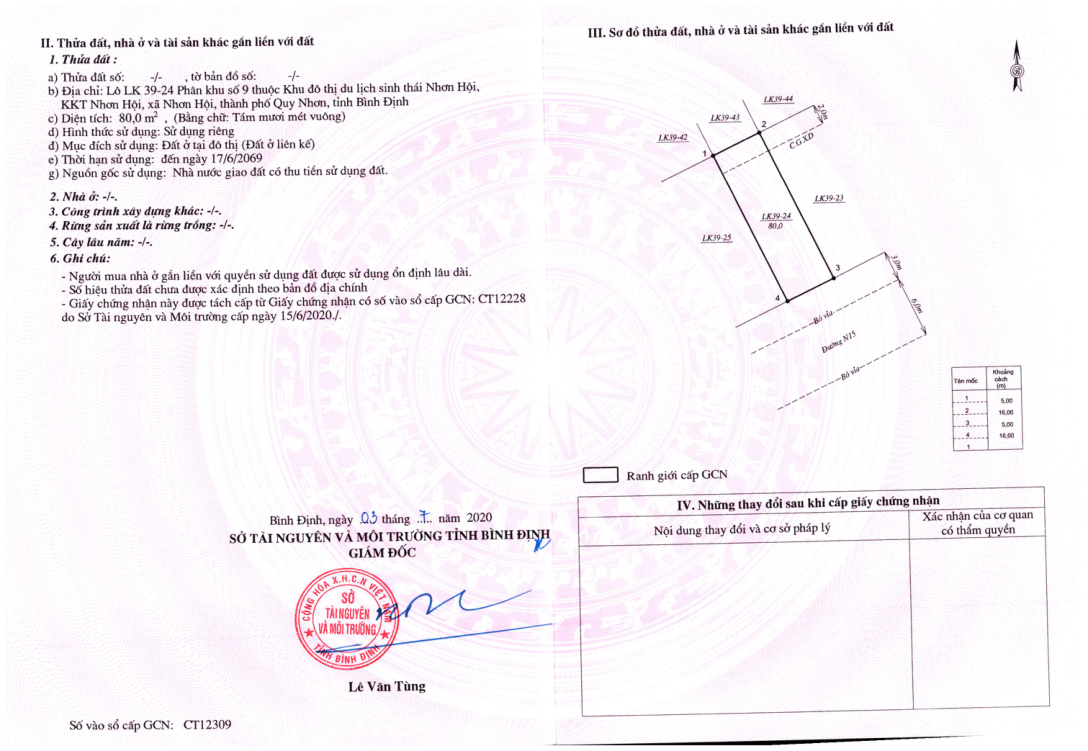 II. Thửa đất, nhà ở và tài sản khác gắn liền với đất
1. Thửa đất :
a) Thửa đất số: -/- , tờ bản đồ số: -/-
b) Địa chỉ: Lô LK 39-24 Phân khu số 9 thuộc Khu đô thị du lịch sinh thái Nhơn Hội,
KKT Nhơn Hội, xã Nhơn Hội, thành phố Quy Nhơn, tỉnh Bình Định
c) Diện tích: 80,0 m² , (Bằng chữ: Tám mươi mét vuông)
d) Hình thức sử dụng: Sử dụng riêng
đ) Mục đích sử dụng: Đất ở tại đô thị (Đất ở liên kế)
e) Thời hạn sử dụng: đến ngày 17/6/2069
g) Nguồn gốc sử dụng: Nhà nước giao đất có thu tiền sử dụng đất.
2. Nhà ở: -/-.
3. Công trình xây dựng khác: -/-.
4. Rừng sản xuất là rừng trồng: -/-.
5. Cây lâu năm: -/-.
6. Ghi chú:
- Người mua nhà ở gắn liền với quyền sử dụng đất được sử dụng ổn định lâu dài.
- Số hiệu thửa đất chưa được xác định theo bản đồ địa chính
- Giấy chứng nhận này được tách cấp từ Giấy chứng nhận có số vào sổ cấp GCN: CT12228
do Sở Tài nguyên và Môi trường cấp ngày 15/6/2020./.
Bình Định, ngày 03 tháng 7 năm 2020
SỞ TÀI NGUYÊN VÀ MÔI TRƯỜNG TỈNH BÌNH ĐỊNH
GIÁM ĐỐC
CỘNG HÒA X.H.C.N VIỆT NAM
SỞ
TÀI NGUYÊN
VÀ MÔI TRƯỜNG
TỈNH BÌNH ĐỊNH
Lê Văn Tùng
Số vào sổ cấp GCN: CT12309
III. Sơ đồ thửa đất, nhà ở và tài sản khác gắn liền với đất
LK39-44
LK39-43
2,0m
LK39-42
2
C.G.XD
1
LK39-23
LK39-24
80,0
LK39-25
3
3,0m
4
6,0m
Bó vỉa
Đường N15
Bó vỉa
Tên mốc Khoảng cách (m)
1
5,00
2
16,00
3
5,00
4
16,00
1
Ranh giới cấp GCN
IV. Những thay đổi sau khi cấp giấy chứng nhận
Nội dung thay đổi và cơ sở pháp lý
Xác nhận của cơ quan
có thẩm quyền